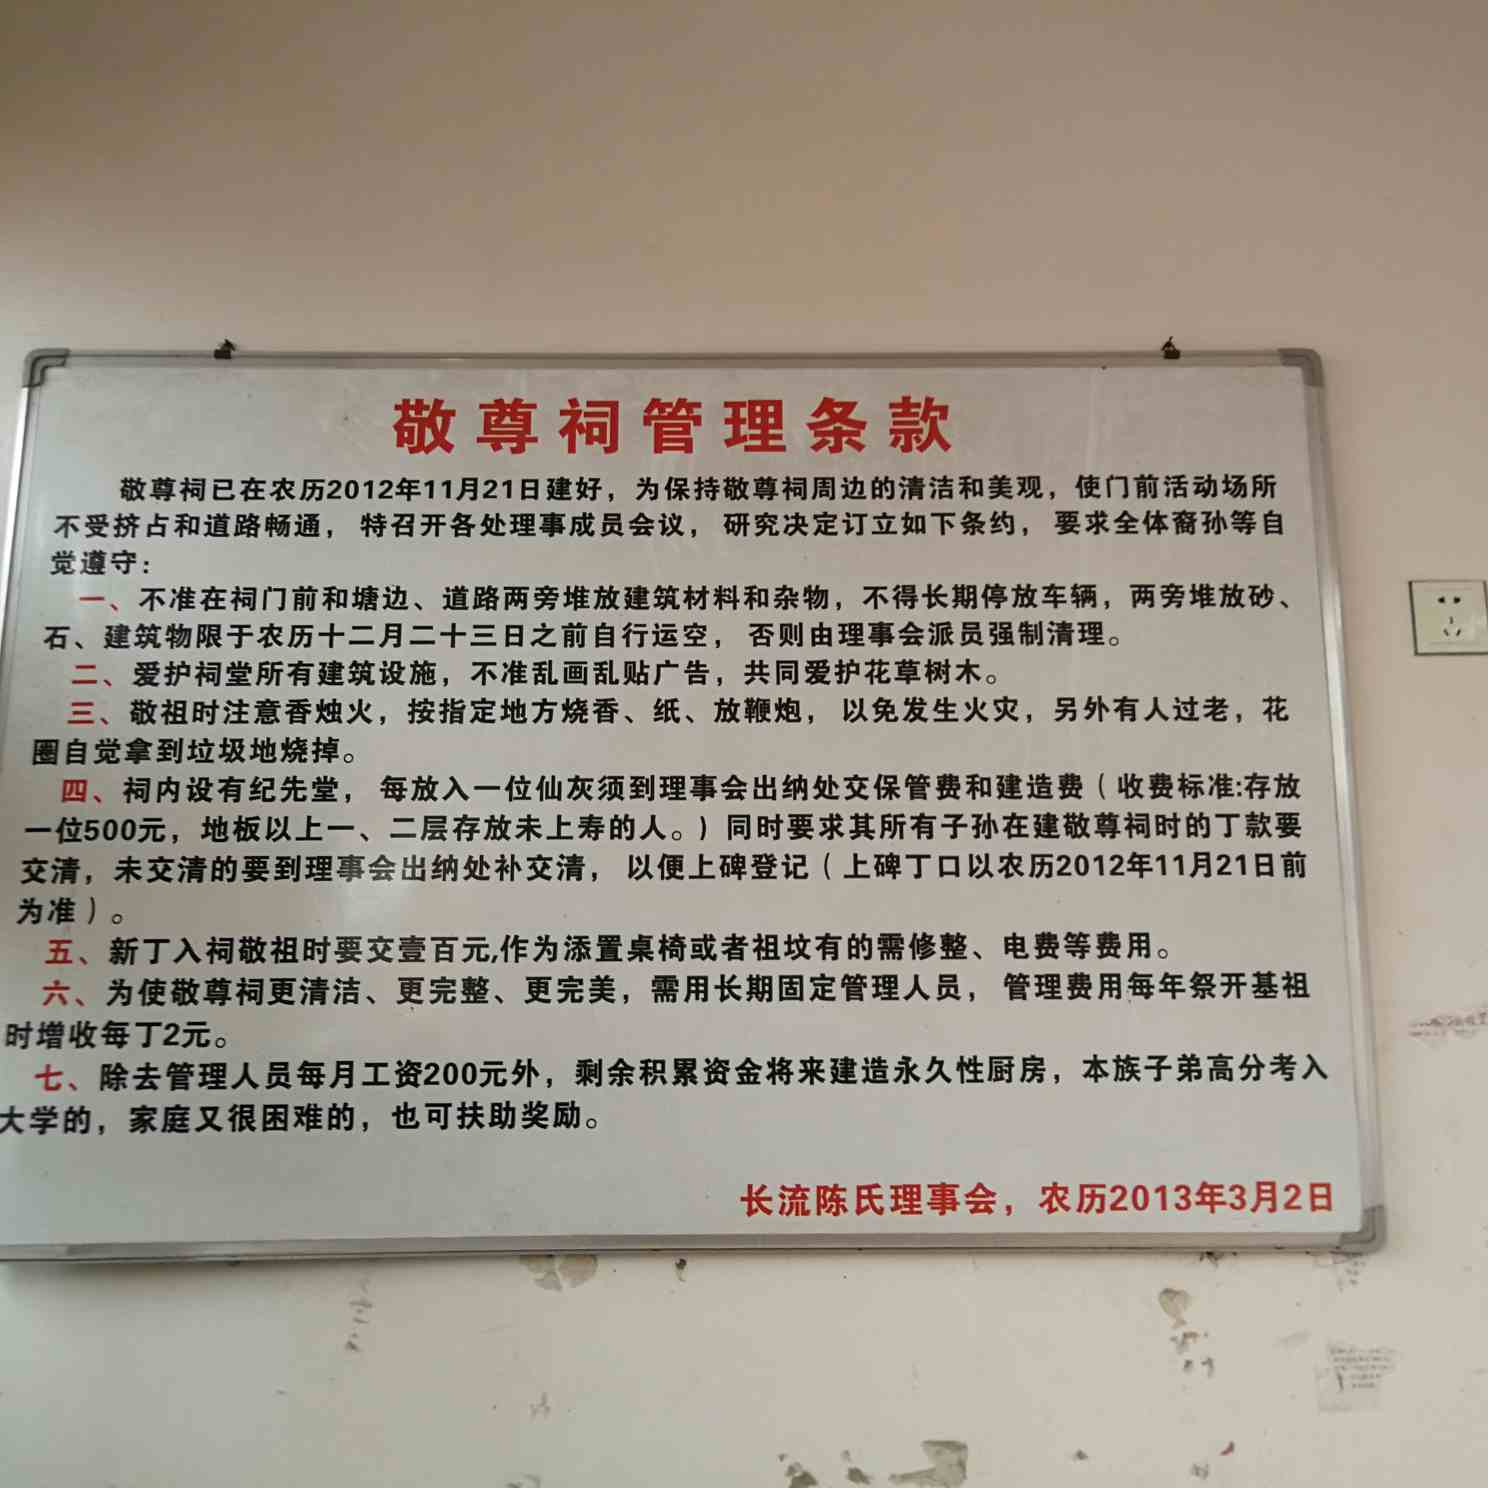 敬尊祠管理条款
敬尊祠已在农历2012年11月21日建好，为保持敬尊祠周边的清洁和美观，使门前活动场所
不受挤占和道路畅通，特召开各处理事成员会议，研究决定订立如下条约，要求全体裔孙等自
觉遵守：
一、不准在祠门前和塘边、道路两旁堆放建筑材料和杂物，不得长期停放车辆，两旁堆放砂、
石、建筑物限于农历十二月二十三日之前自行运空，否则由理事会派员强制清理。
二、爱护祠堂所有建筑设施，不准乱画乱贴广告，共同爱护花草树木。
三、敬祖时注意香烛火，按指定地方烧香、纸、放鞭炮，以免发生火灾，另外有人过老，花
圈自觉拿到垃圾地烧掉。
四、祠内设有纪先堂，每放入一位仙灰须到理事会出纳处交保管费和建造费（收费标准:存放
一位500元，地板以上一、二层存放未上寿的人。）同时要求其所有子孙在建敬尊祠时的丁款要
交清，未交清的要到理事会出纳处补交清，以便上碑登记（上碑丁口以农历2012年11月21日前
为准）。
五、新丁入祠敬祖时要交壹百元,作为添置桌椅或者祖坟有的需修整、电费等费用。
六、为使敬尊祠更清洁、更完整、更完美，需用长期固定管理人员，管理费用每年祭开基祖
时增收每丁2元。
七、除去管理人员每月工资200元外，剩余积累资金将来建造永久性厨房，本族子弟高分考入
大学的，家庭又很困难的，也可扶助奖励。
长流陈氏理事会，农历2013年3月2日